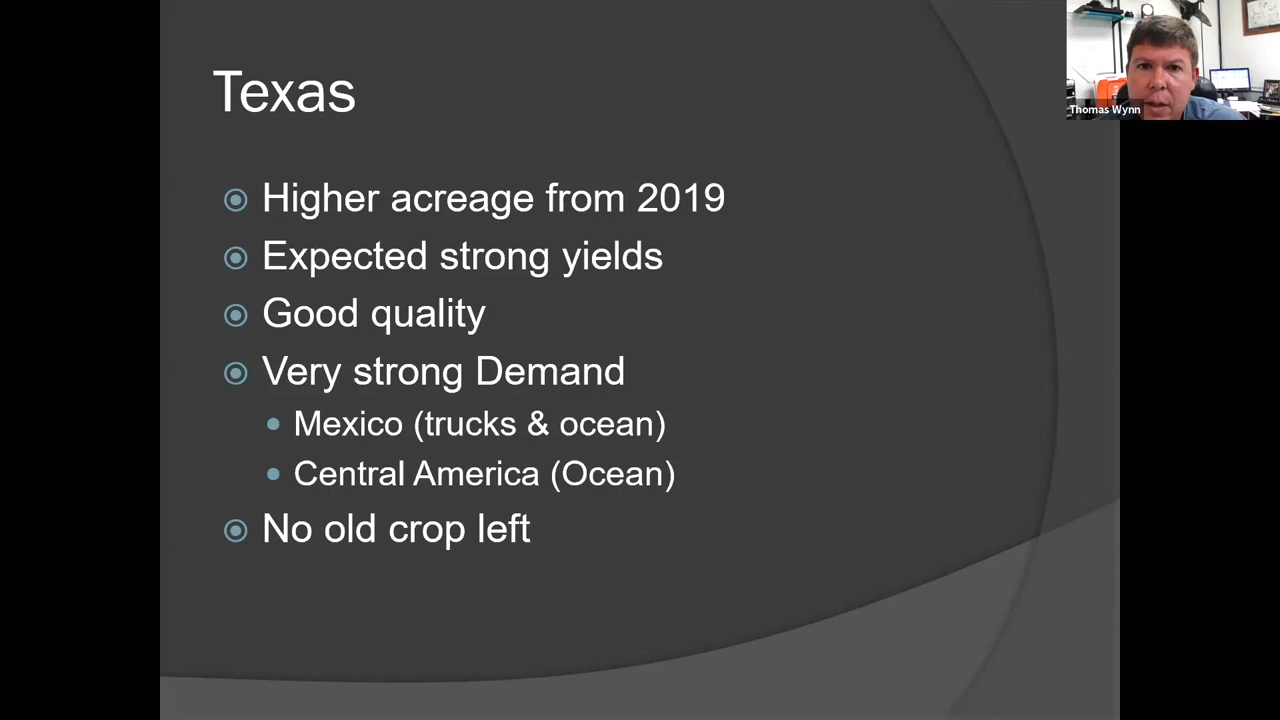 Texas
Higher acreage from 2019
Expected strong yields
Good quality
Very strong Demand
Mexico (trucks & ocean)
Central America (Ocean)
No old crop left
Thomas Wynn